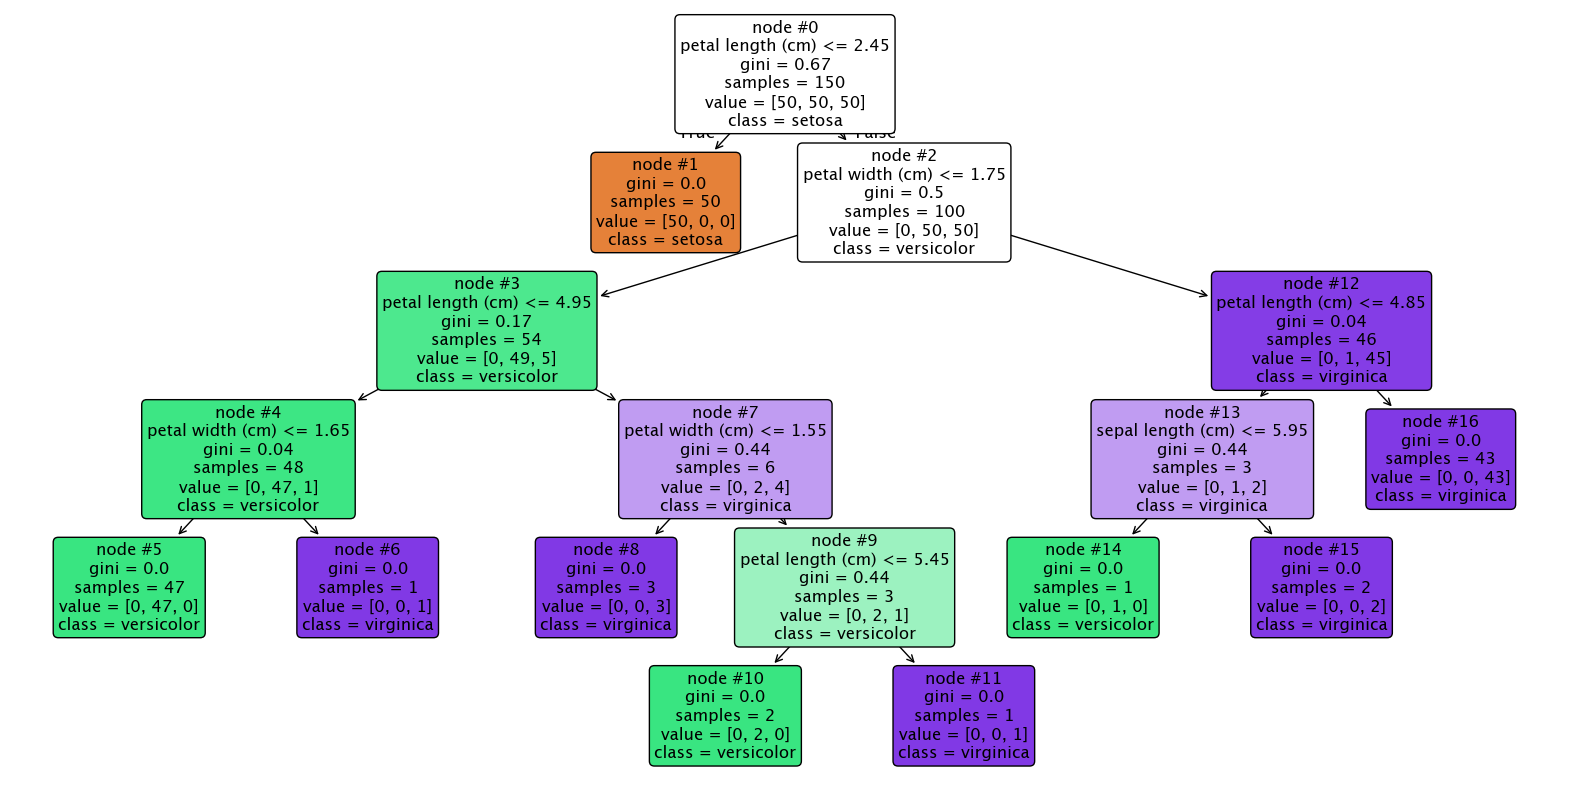 node #0
petal length (cm) <= 2.45
gini = 0.67
samples = 150
value = [50, 50, 50]
class = setosa
True
False
node #1
gini = 0.0
samples = 50
value = [50, 0, 0]
class = setosa
node #2
petal width (cm) <= 1.75
gini = 0.5
samples = 100
value = [0, 50, 50]
class = versicolor
node #3
petal length (cm) <= 4.95
gini = 0.17
samples = 54
value = [0, 49, 5]
class = versicolor
node #12
petal length (cm) <= 4.85
gini = 0.04
samples = 46
value = [0, 1, 45]
class = virginica
node #4
petal width (cm) <= 1.65
gini = 0.04
samples = 48
value = [0, 47, 1]
class = versicolor
node #7
petal width (cm) <= 1.55
gini = 0.44
samples = 6
value = [0, 2, 4]
class = virginica
node #13
sepal length (cm) <= 5.95
gini = 0.44
samples = 3
value = [0, 1, 2]
class = virginica
node #16
gini = 0.0
samples = 43
value = [0, 0, 43]
class = virginica
node #5
gini = 0.0
samples = 47
value = [0, 47, 0]
class = versicolor
node #6
gini = 0.0
samples = 1
value = [0, 0, 1]
class = virginica
node #8
gini = 0.0
samples = 3
value = [0, 0, 3]
class = virginica
node #9
petal length (cm) <= 5.45
gini = 0.44
samples = 3
value = [0, 2, 1]
class = versicolor
node #14
gini = 0.0
samples = 1
value = [0, 1, 0]
class = versicolor
node #15
gini = 0.0
samples = 2
value = [0, 0, 2]
class = virginica
node #10
gini = 0.0
samples = 2
value = [0, 2, 0]
class = versicolor
node #11
gini = 0.0
samples = 1
value = [0, 0, 1]
class = virginica